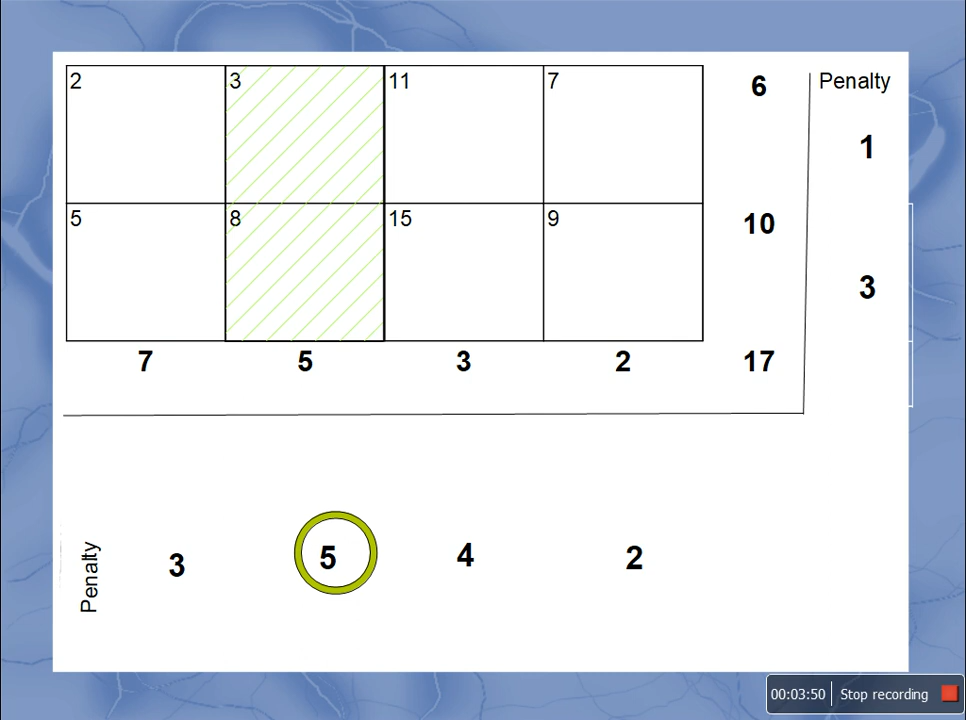 2 3 11 7 6 Penalty
1
5 8 15 9 10
3
7 5 3 2 17
Penalty 3 5 4 2
00:03:50 Stop recording